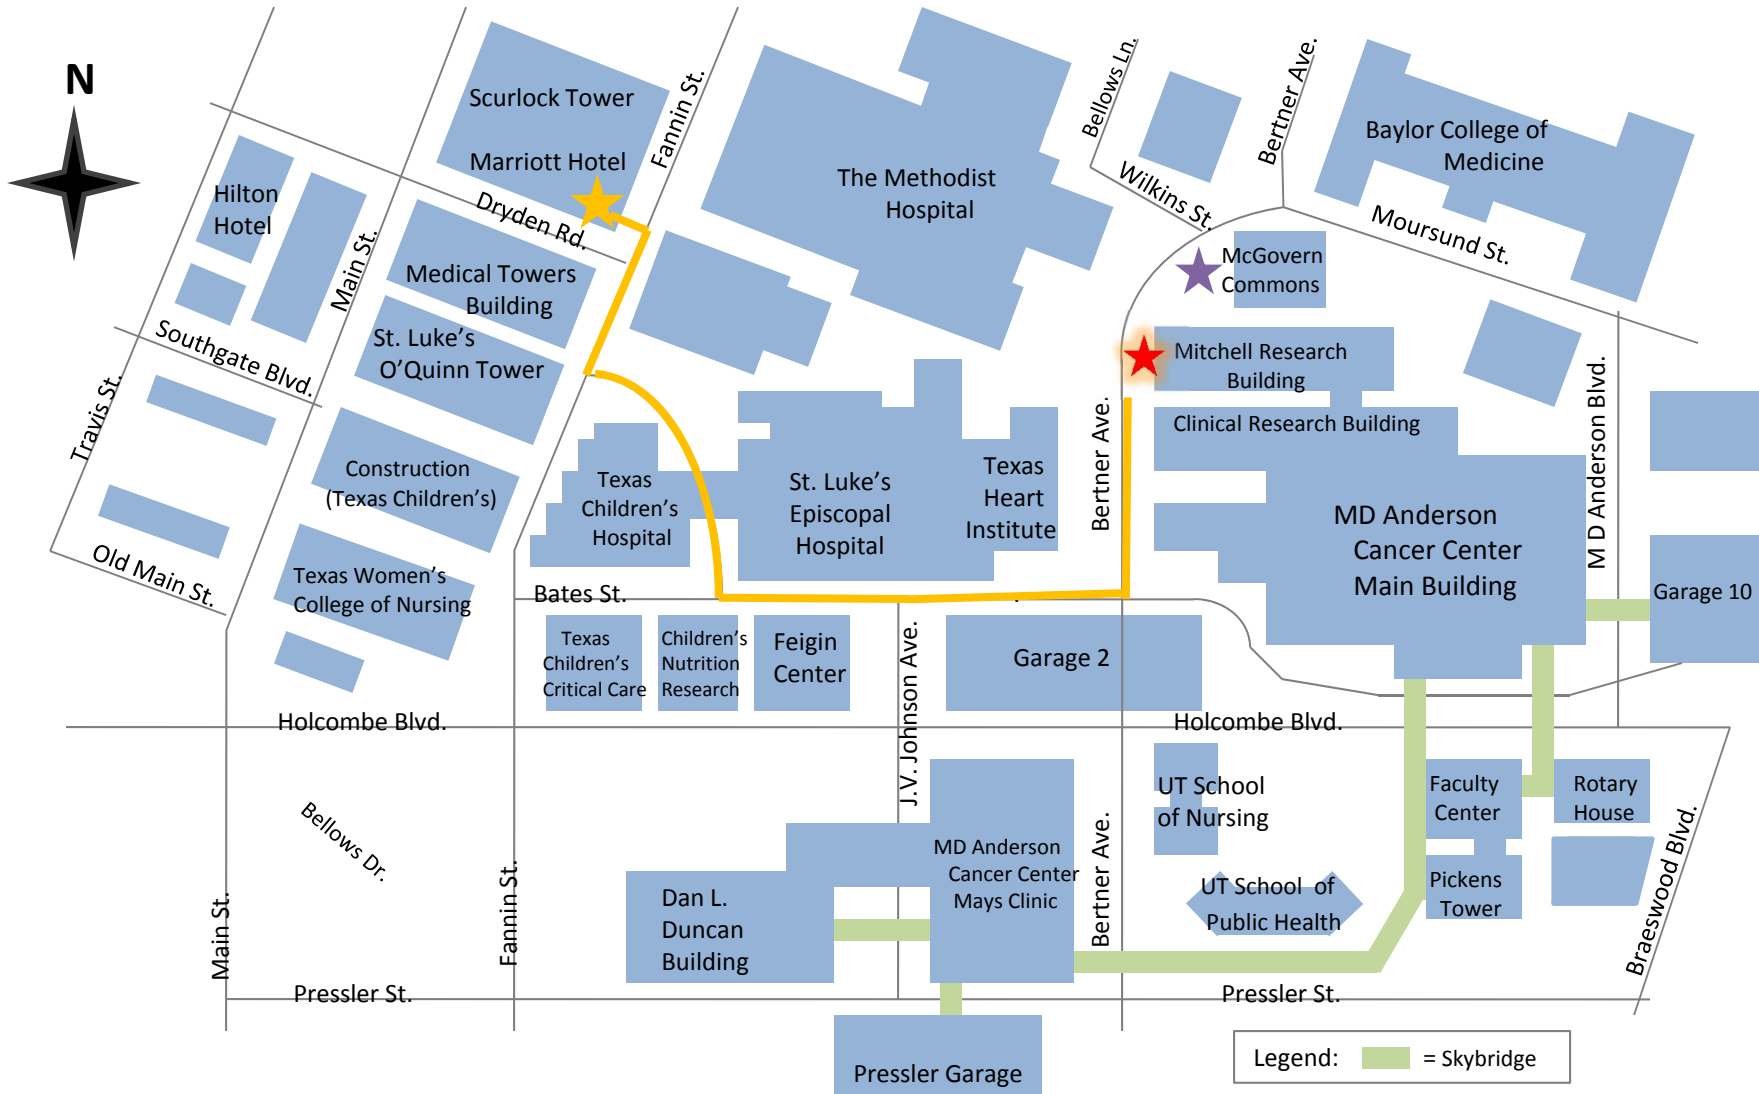 N
Scurlock Tower
Marriott Hotel
Fannin St.
Bellows Ln.
Bertner Ave.
Baylor College of
Medicine
Hilton
Hotel
Dryden Rd.
The Methodist
Hospital
Wilkins St.
Moursund St.
Main St.
Medical Towers
Building
McGovern
Commons
Southgate Blvd.
St. Luke's
O'Quinn Tower
Mitchell Research
Building
Travis St.
Bertner Ave.
Clinical Research Building
M D Anderson Blvd.
Construction
(Texas Children's)
Texas
Children's
Hospital
St. Luke's
Episcopal
Hospital
Texas
Heart
Institute
MD Anderson
Cancer Center
Main Building
Old Main St.
Texas Women's
College of Nursing
Bates St.
Garage 10
Texas
Children's
Critical Care
Children's
Nutrition
Research
Feigin
Center
J.V. Johnson Ave.
Garage 2
Holcombe Blvd.
Holcombe Blvd.
Bellows Dr.
UT School
of Nursing
Faculty
Center
Rotary
House
Main St.
Fannin St.
Dan L.
Duncan
Building
MD Anderson
Cancer Center
Mays Clinic
Bertner Ave.
UT School of
Public Health
Pickens
Tower
Braeswood Blvd.
Pressler St.
Pressler St.
Pressler Garage
Legend:
= Skybridge